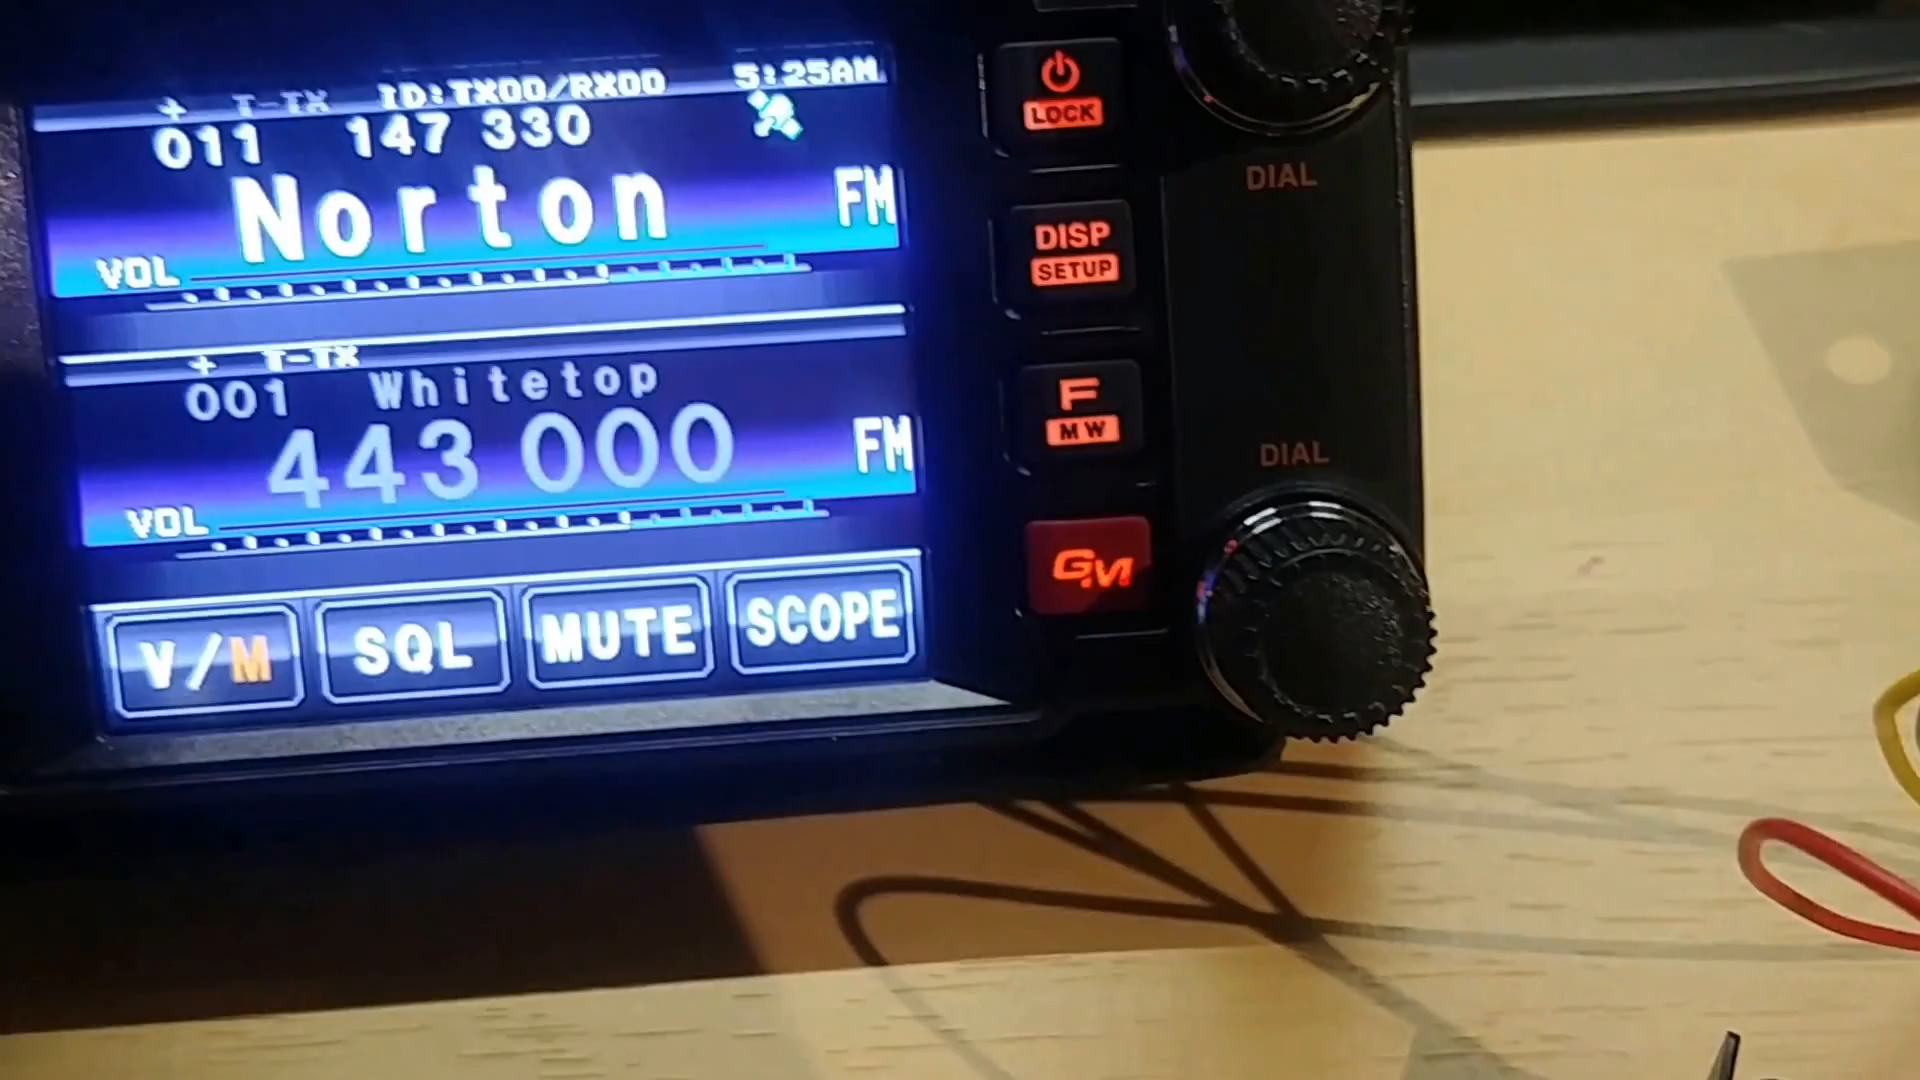 + T-TX ID:TX00/RX00 5:25AM
011 147 330
Norton FM
VOL
+ T-TX
001 Whitetop
443 000 FM
VOL
V/M SQL MUTE SCOPE
LOCK
DISP
SETUP
F
MW
GM
DIAL
DIAL